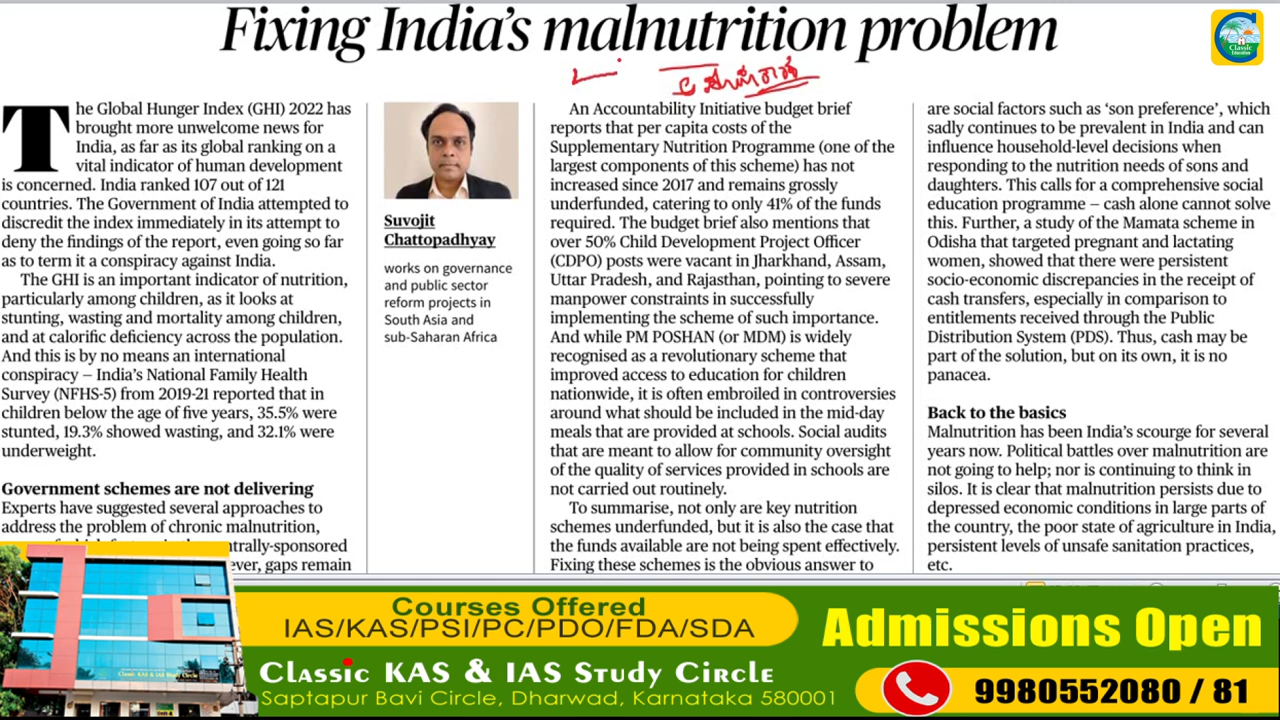 Fixing India's malnutrition problem
Classic
Education
The Global Hunger Index (GHI) 2022 has
brought more unwelcome news for
India, as far as its global ranking on a
vital indicator of human development
is concerned. India ranked 107 out of 121
countries. The Government of India attempted to
discredit the index immediately in its attempt to
deny the findings of the report, even going so far
as to term it a conspiracy against India.
The GHI is an important indicator of nutrition,
particularly among children, as it looks at
stunting, wasting and mortality among children,
and at calorific deficiency across the population.
And this is by no means an international
conspiracy – India's National Family Health
Survey (NFHS-5) from 2019-21 reported that in
children below the age of five years, 35.5% were
stunted, 19.3% showed wasting, and 32.1% were
underweight.
Government schemes are not delivering
Experts have suggested several approaches to
address the problem of chronic malnutrition,
ntrally-sponsored
ever, gaps remain
Suvojit
Chattopadhyay
works on governance
and public sector
reform projects in
South Asia and
sub-Saharan Africa
An Accountability Initiative budget brief
reports that per capita costs of the
Supplementary Nutrition Programme (one of the
largest components of this scheme) has not
increased since 2017 and remains grossly
underfunded, catering to only 41% of the funds
required. The budget brief also mentions that
over 50% Child Development Project Officer
(CDPO) posts were vacant in Jharkhand, Assam,
Uttar Pradesh, and Rajasthan, pointing to severe
manpower constraints in successfully
implementing the scheme of such importance.
And while PM POSHAN (or MDM) is widely
recognised as a revolutionary scheme that
improved access to education for children
nationwide, it is often embroiled in controversies
around what should be included in the mid-day
meals that are provided at schools. Social audits
that are meant to allow for community oversight
of the quality of services provided in schools are
not carried out routinely.
To summarise, not only are key nutrition
schemes underfunded, but it is also the case that
the funds available are not being spent effectively.
Fixing these schemes is the obvious answer to
are social factors such as 'son preference', which
sadly continues to be prevalent in India and can
influence household-level decisions when
responding to the nutrition needs of sons and
daughters. This calls for a comprehensive social
education programme – cash alone cannot solve
this. Further, a study of the Mamata scheme in
Odisha that targeted pregnant and lactating
women, showed that there were persistent
socio-economic discrepancies in the receipt of
cash transfers, especially in comparison to
entitlements received through the Public
Distribution System (PDS). Thus, cash may be
part of the solution, but on its own, it is no
panacea.
Back to the basics
Malnutrition has been India's scourge for several
years now. Political battles over malnutrition are
not going to help; nor is continuing to think in
silos. It is clear that malnutrition persists due to
depressed economic conditions in large parts of
the country, the poor state of agriculture in India,
persistent levels of unsafe sanitation practices,
etc.
Courses Offered
IAS/KAS/PSI/PC/PDO/FDA/SDA
Classic KAS & IAS Study Circle
Saptapur Bavi Circle, Dharwad, Karnataka 580001
Admissions Open
9980552080 / 81